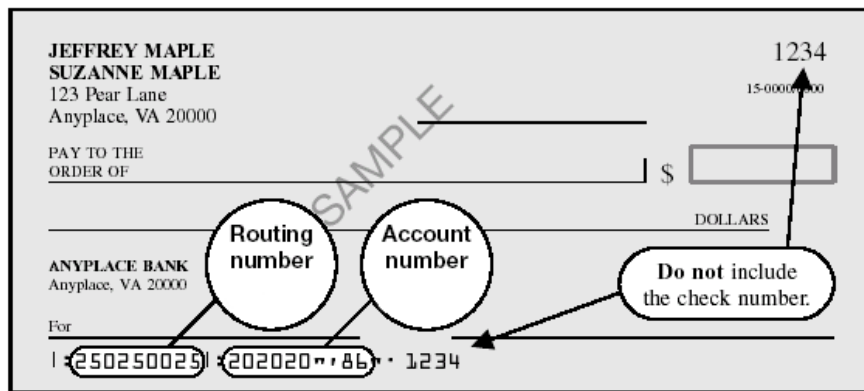 JEFFREY MAPLE
SUZANNE MAPLE
123 Pear Lane
Anyplace, VA 20000
1234
SAMPLE
PAY TO THE
ORDER OF
$
DOLLARS
Routing
number
Account
number
ANYPLACE BANK
Anyplace, VA 20000
Do not include
the check number.
For
250250025 202020 86 1234